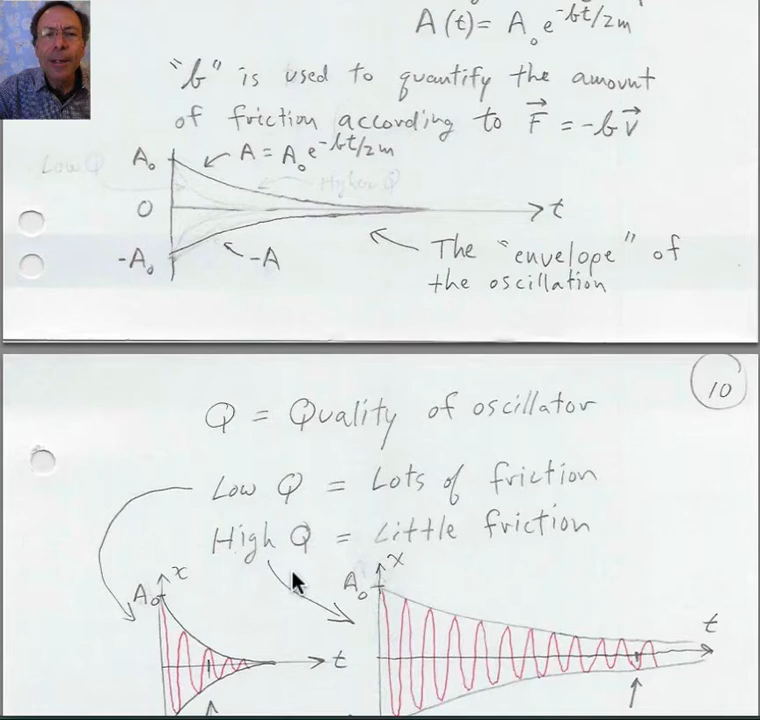 A(t) = A₀e^-bt/2m
"b" is used to quantify the amount
of friction according to F⃗ = -bv⃗
A₀ A = A₀e^-bt/2m
Low Q Higher Q
0 t
-A₀ -A The "envelope" of
the oscillation
10
Q = Quality of oscillator
Low Q = Lots of friction
High Q = Little friction
A₀ x A₀ x
t t